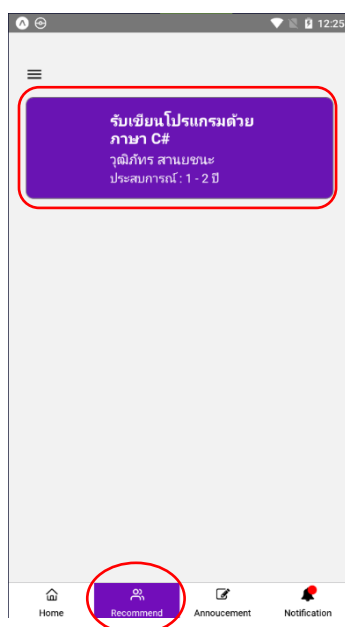 12:25
รับเขียนโปรแกรมด้วย
ภาษา C#
วุฒิภัทร สานยชนะ
ประสบการณ์ : 1 - 2 ปี
Home Recommend Annoucement Notification